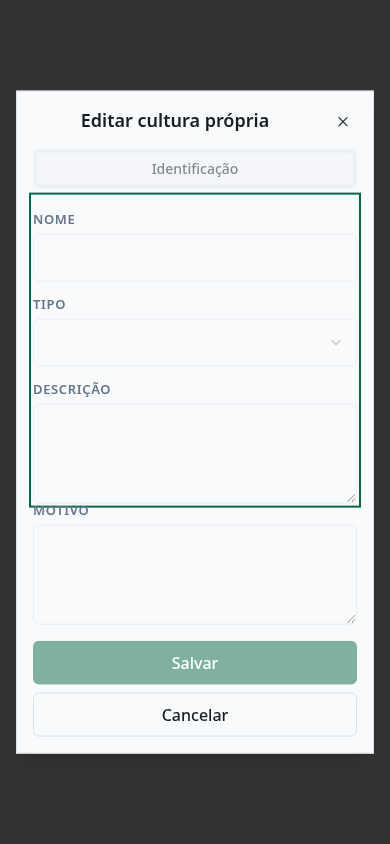 Editar cultura própria
Identificação
NOME
TIPO
DESCRIÇÃO
MOTIVO
Salvar
Cancelar